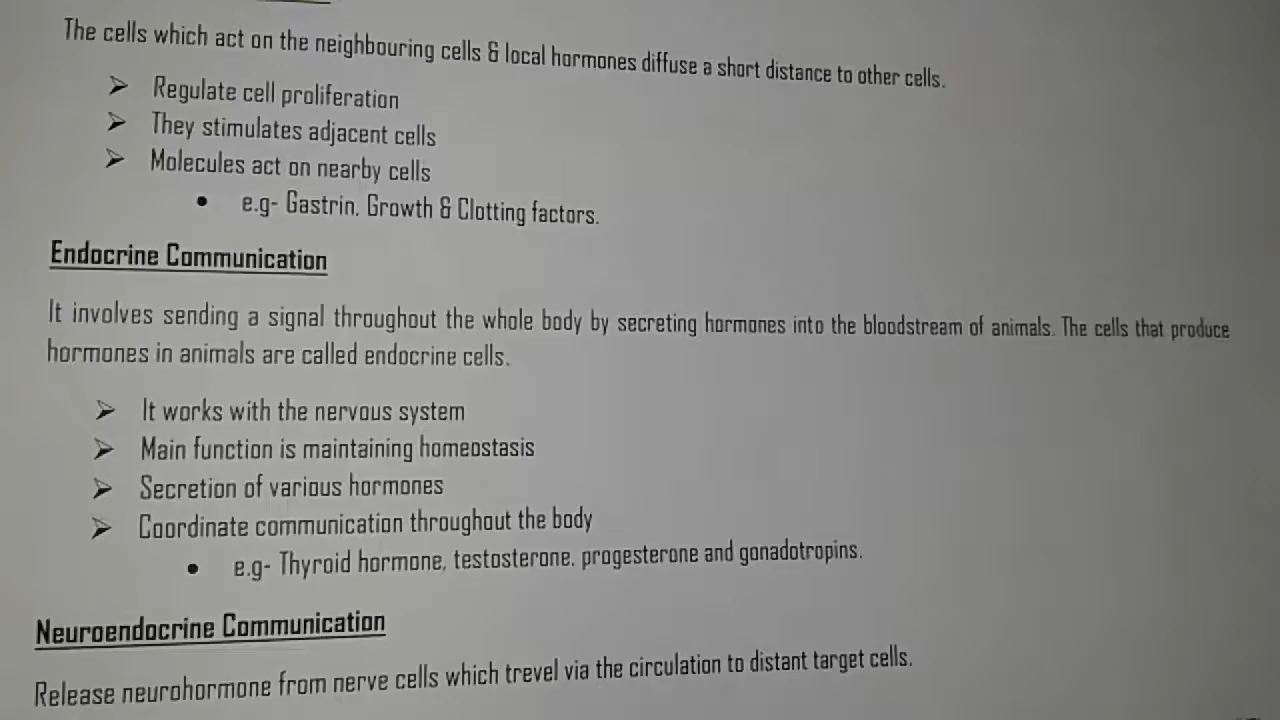 The cells which act on the neighbouring cells & local hormones diffuse a short distance to other cells.
➢ Regulate cell proliferation
➢ They stimulates adjacent cells
➢ Molecules act on nearby cells
• e.g- Gastrin, Growth & Clotting factors.
Endocrine Communication
It involves sending a signal throughout the whole body by secreting hormones into the bloodstream of animals. The cells that produce
hormones in animals are called endocrine cells.
➢ It works with the nervous system
➢ Main function is maintaining homeostasis
➢ Secretion of various hormones
➢ Coordinate communication throughout the body
• e.g- Thyroid hormone, testosterone, progesterone and gonadotropins.
Neuroendocrine Communication
Release neurohormone from nerve cells which trevel via the circulation to distant target cells.